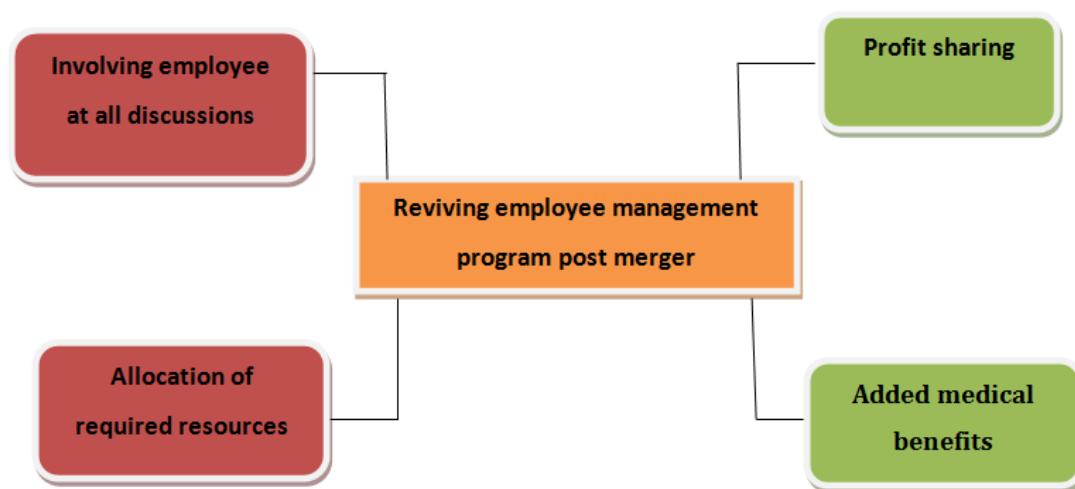 Involving employee
at all discussions
Profit sharing
Reviving employee management
program post merger
Allocation of
required resources
Added medical
benefits